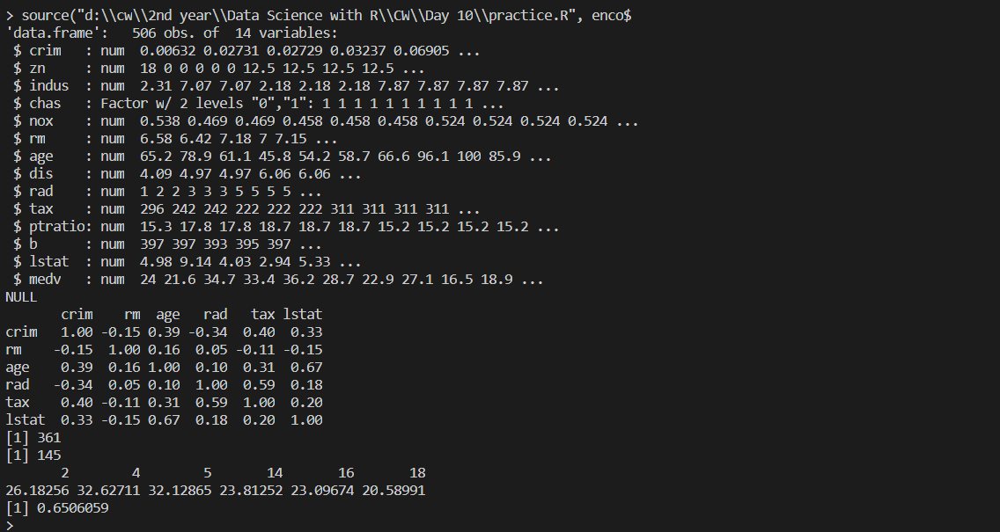 > source("d:\\cw\\2nd year\\Data Science with R\\CW\\Day 10\\practice.R", enco$
'data.frame':   506 obs. of  14 variables:
 $ crim   : num  0.00632 0.02731 0.02729 0.03237 0.06905 ...
 $ zn     : num  18 0 0 0 0 0 12.5 12.5 12.5 12.5 ...
 $ indus  : num  2.31 7.07 7.07 2.18 2.18 2.18 7.87 7.87 7.87 7.87 ...
 $ chas   : Factor w/ 2 levels "0","1": 1 1 1 1 1 1 1 1 1 1 ...
 $ nox    : num  0.538 0.469 0.469 0.458 0.458 0.458 0.524 0.524 0.524 0.524 ...
 $ rm     : num  6.58 6.42 7.18 7 7.15 ...
 $ age    : num  65.2 78.9 61.1 45.8 54.2 58.7 66.6 96.1 100 85.9 ...
 $ dis    : num  4.09 4.97 4.97 6.06 6.06 ...
 $ rad    : num  1 2 2 3 3 3 5 5 5 5 ...
 $ tax    : num  296 242 242 222 222 222 311 311 311 311 ...
 $ ptratio: num  15.3 17.8 17.8 18.7 18.7 18.7 15.2 15.2 15.2 15.2 ...
 $ b      : num  397 397 393 395 397 ...
 $ lstat  : num  4.98 9.14 4.03 2.94 5.33 ...
 $ medv   : num  24 21.6 34.7 33.4 36.2 28.7 22.9 27.1 16.5 18.9 ...
NULL
       crim    rm  age   rad   tax lstat
crim   1.00 -0.15 0.39 -0.34  0.40  0.33
rm    -0.15  1.00 0.16  0.05 -0.11 -0.15
age    0.39  0.16 1.00  0.10  0.31  0.67
rad   -0.34  0.05 0.10  1.00  0.59  0.18
tax    0.40 -0.11 0.31  0.59  1.00  0.20
lstat  0.33 -0.15 0.67  0.18  0.20  1.00
[1] 361
[1] 145
       2        4        5       14       16       18
26.18256 32.62711 32.12865 23.81252 23.09674 20.58991
[1] 0.6506059
>